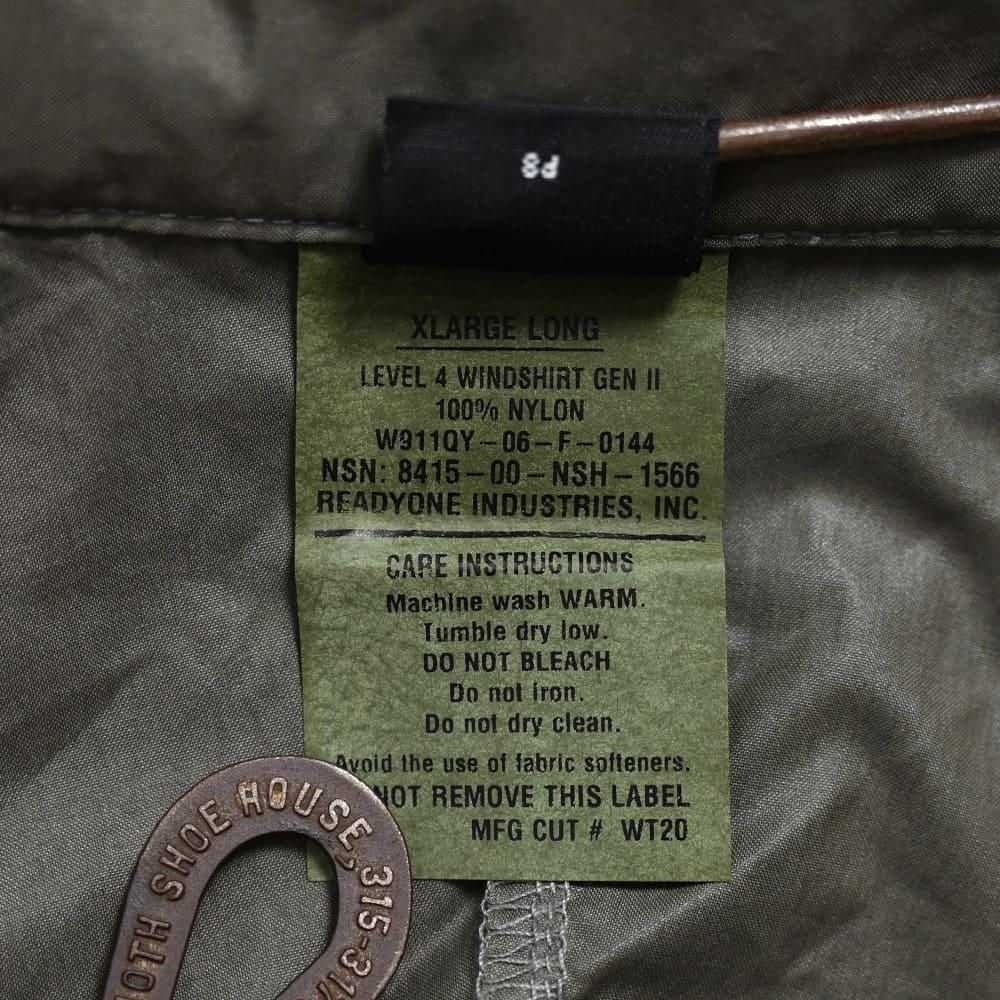 P8
XLARGE LONG
LEVEL 4 WINDSHIRT GEN II
100% NYLON
W911QY-06-F-0144
NSN: 8415-00-NSH-1566
READYONE INDUSTRIES, INC.
CARE INSTRUCTIONS
Machine wash WARM.
Tumble dry low.
DO NOT BLEACH
Do not iron.
Do not dry clean.
Avoid the use of fabric softeners.
NOT REMOVE THIS LABEL
MFG CUT # WT20
SHOE HOUSE, 315-317